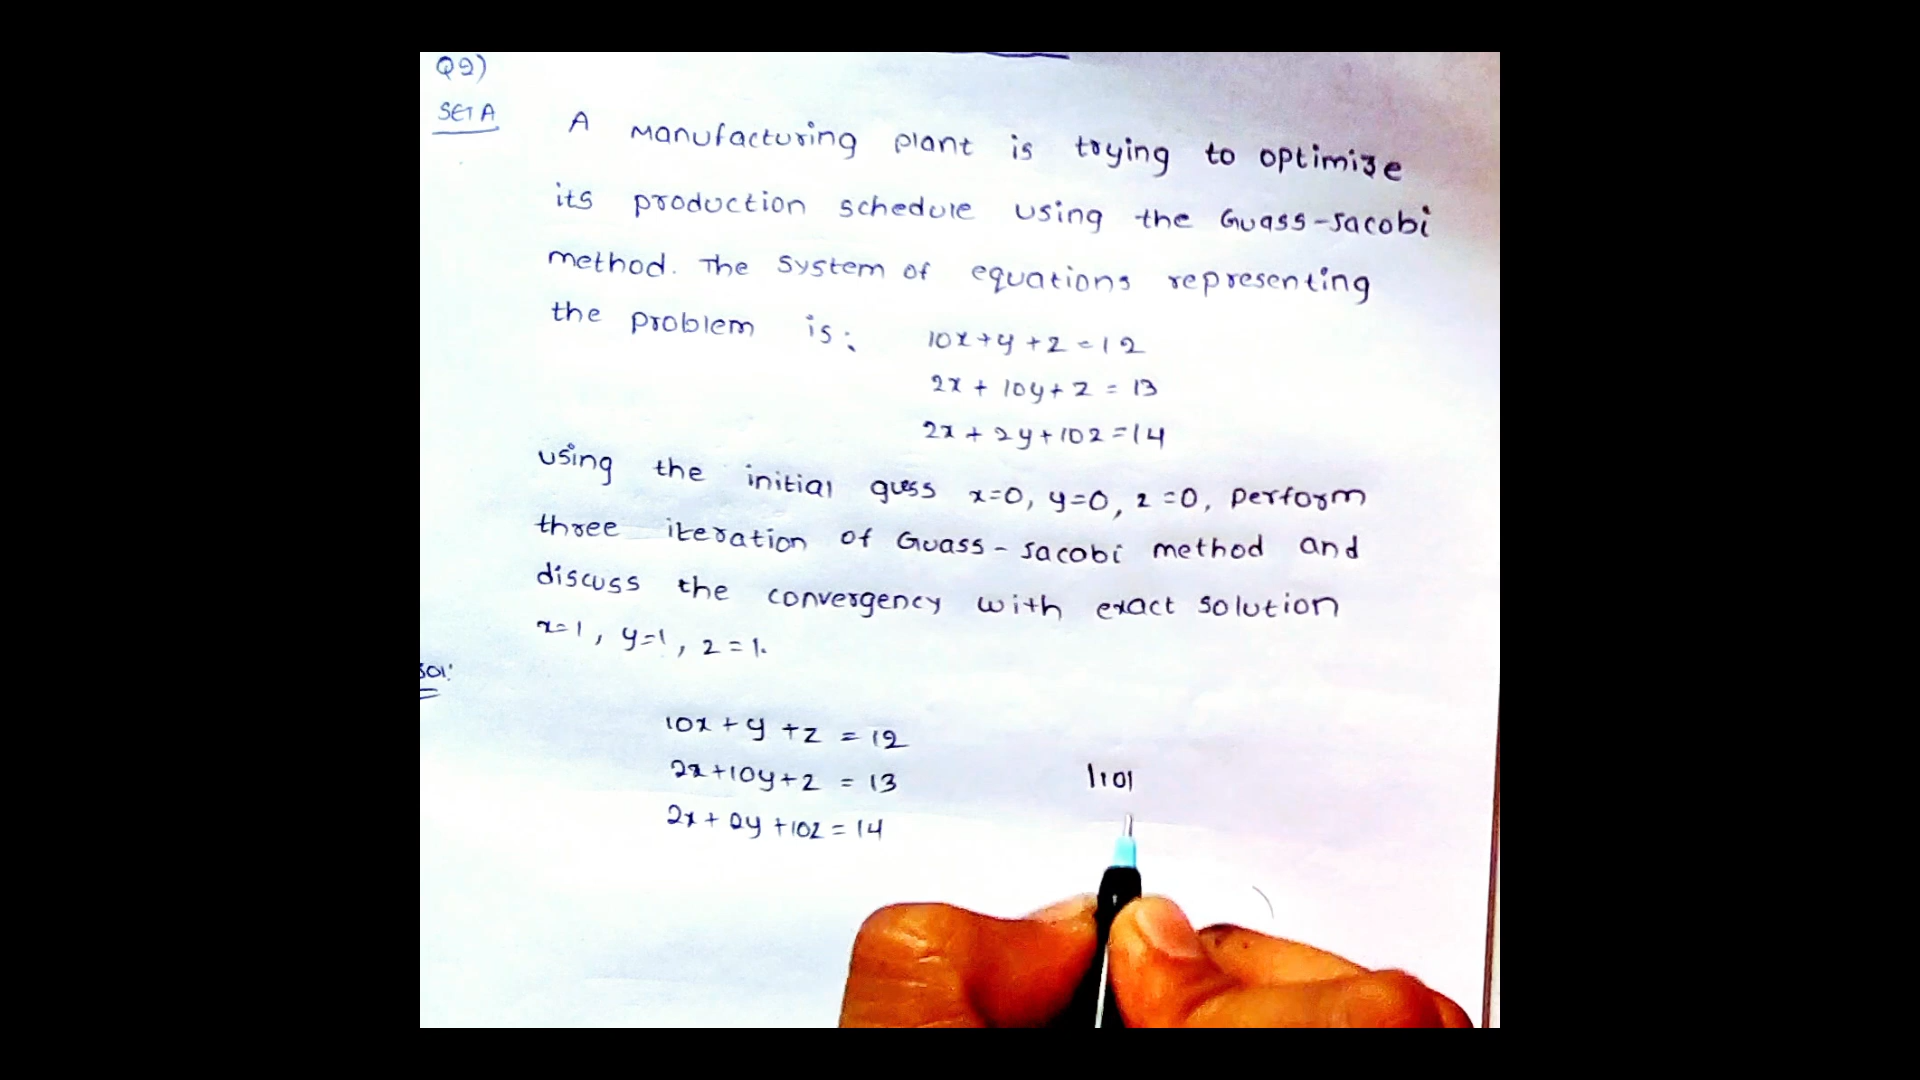 Q2)
SET A
A manufacturing plant is trying to optimize
its production schedule using the Guass-Jacobi
method. The system of equations representing
the problem is:
10x+y+z=12
2x+10y+z=13
2x+2y+10z=14
using the initial guess x=0, y=0, z=0, perform
three iteration of Guass-Jacobi method and
discuss the convergency with exact solution
x=1, y=1, z=1.
Sol:
10x+y+z=12
2x+10y+z=13
2x+2y+10z=14
|10|